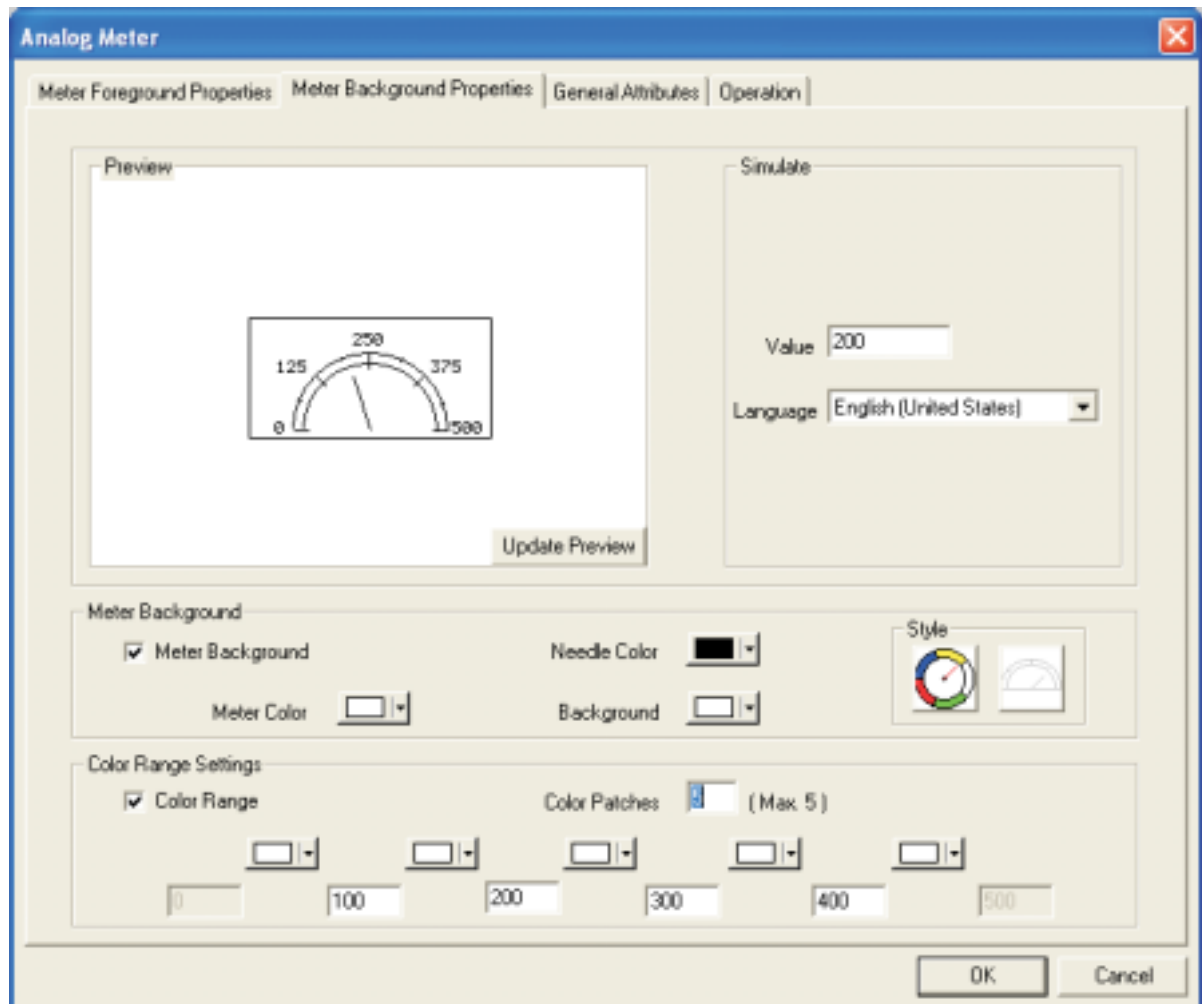 Analog Meter
Meter Foreground Properties
Meter Background Properties
General Attributes
Operation
Preview
250
125
375
0
500
Update Preview
Simulate
Value
200
Language
English (United States)
Meter Background
Meter Background
Needle Color
Style
Meter Color
Background
Color Range Settings
Color Range
Color Patches
( Max. 5 )
0
100
200
300
400
500
OK
Cancel